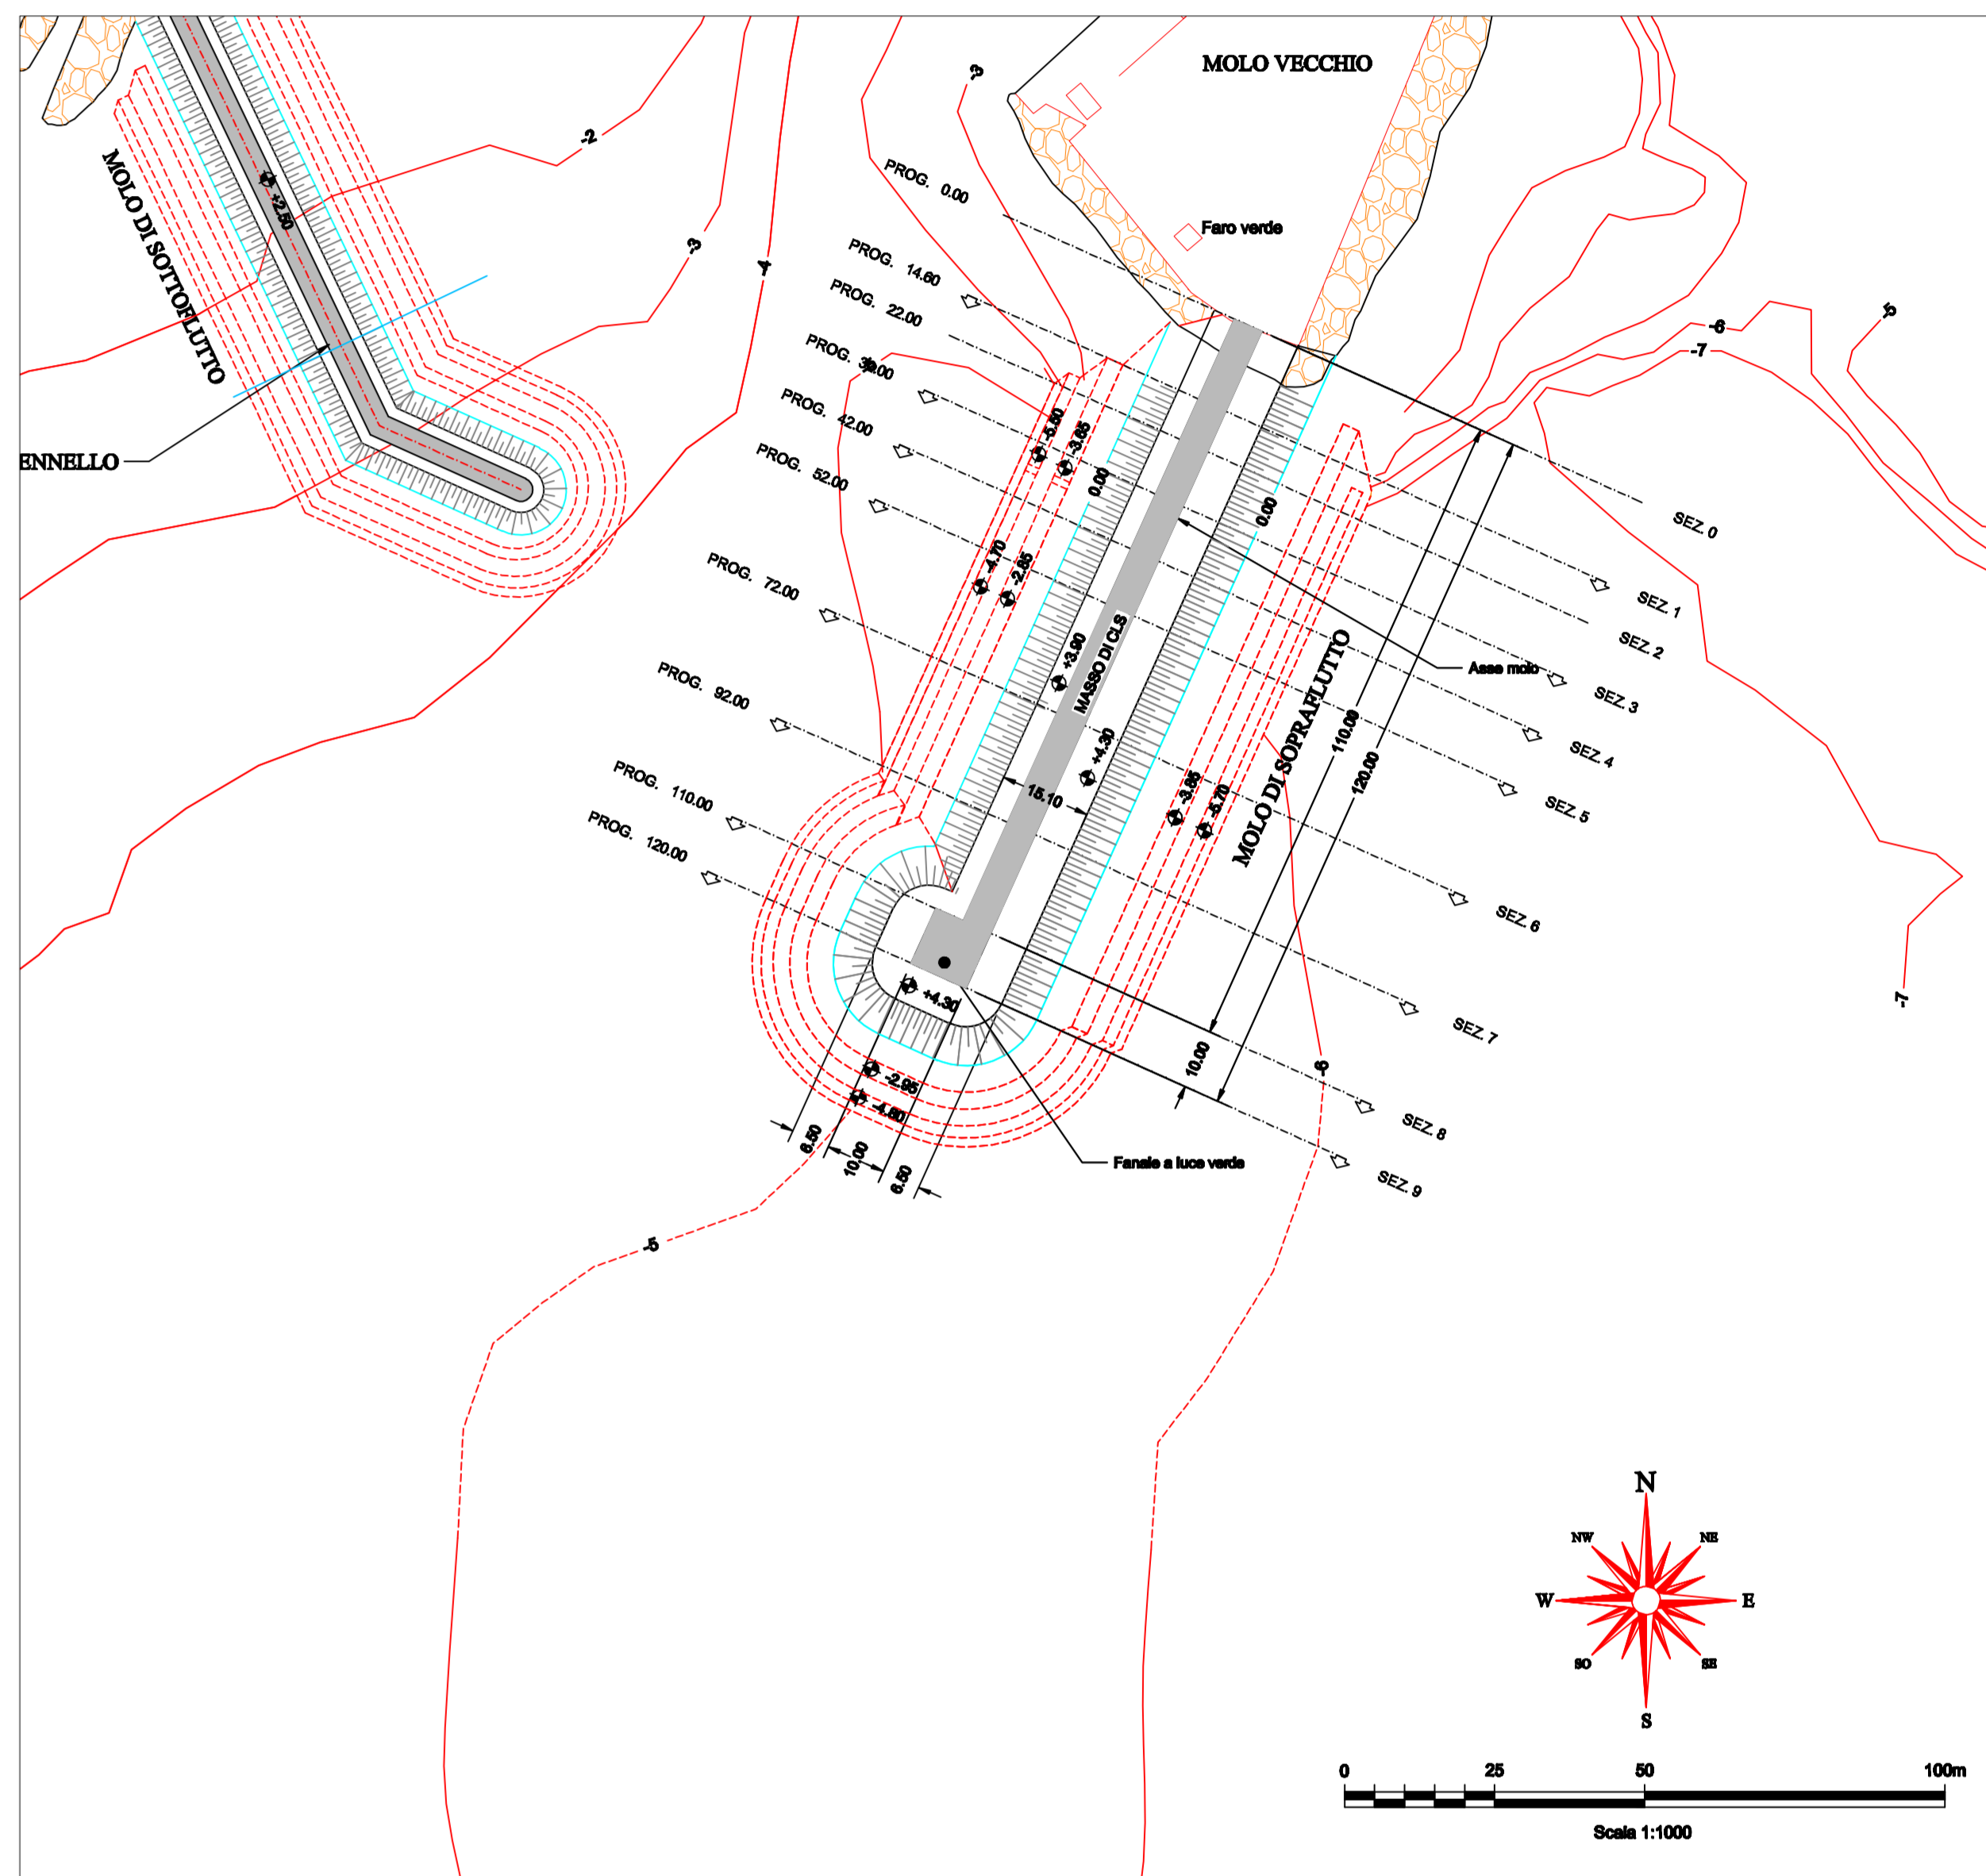 MOLO VECCHIO
-3
-2
PROG. 0.00
MOLO DI SOTTOFLUTTO
+2.50
Faro verde
PROG. 14.60
-3
-4
PROG. 22.00
-5
-6
-7
PROG. 42.00
PROG. 52.00
ENNELLO
-5.50
-3.65
0.00
0.00
SEZ. 0
PROG. 72.00
-4.70
-2.85
SEZ. 1
SEZ. 2
+3.90
MASSO DI CLS
Asse molo
SEZ. 3
PROG. 92.00
MOLO DI SOPRAFLUTTO
110.00
120.00
SEZ. 4
+4.30
15.10
-3.85
-5.70
SEZ. 5
PROG. 110.00
PROG. 120.00
SEZ. 6
+4.30
-7
SEZ. 7
10.00
-6
-2.95
-4.80
SEZ. 8
6.50
10.00
6.50
Fanale a luce verde
SEZ. 9
-5
N
NW
NE
W
E
SO
SE
S
0 25 50 100m
Scala 1:1000